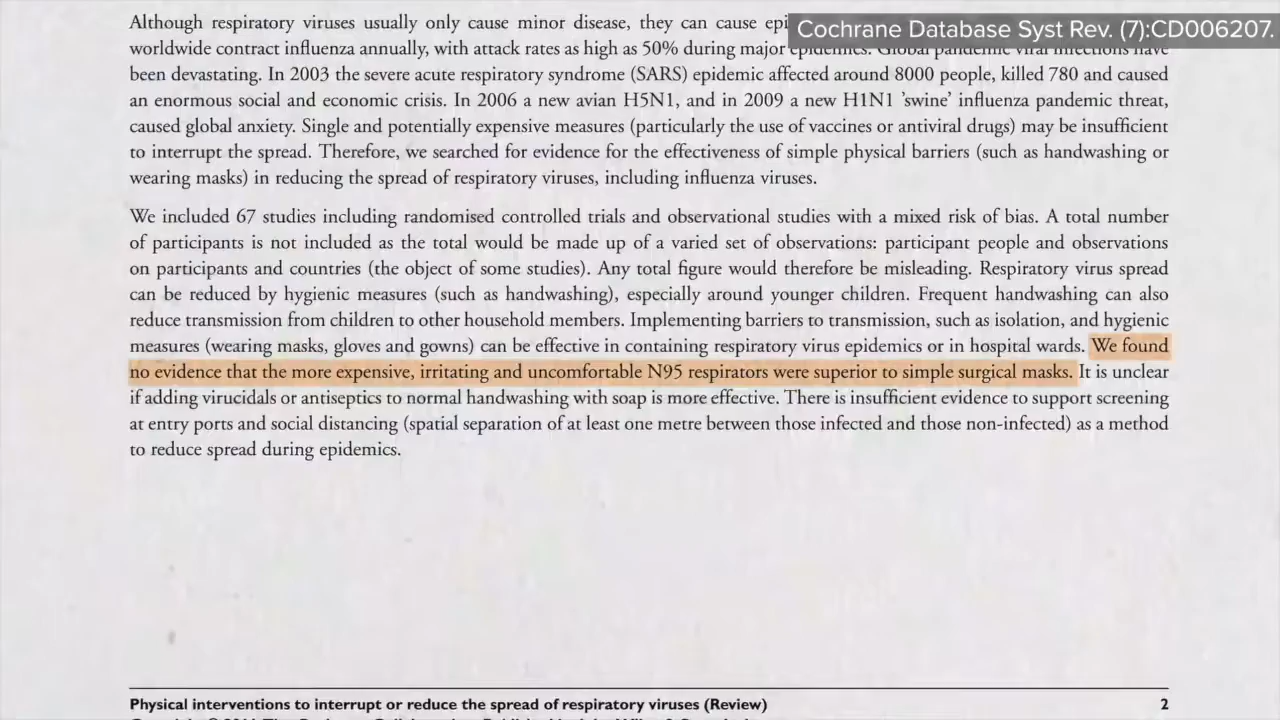 Although respiratory viruses usually only cause minor disease, they can cause epi
Cochrane Database Syst Rev. (7):CD006207.
worldwide contract influenza annually, with attack rates as high as 50% during major epidemics. Global pandemic viral infections have
been devastating. In 2003 the severe acute respiratory syndrome (SARS) epidemic affected around 8000 people, killed 780 and caused
an enormous social and economic crisis. In 2006 a new avian H5N1, and in 2009 a new H1N1 ’swine’ influenza pandemic threat,
caused global anxiety. Single and potentially expensive measures (particularly the use of vaccines or antiviral drugs) may be insufficient
to interrupt the spread. Therefore, we searched for evidence for the effectiveness of simple physical barriers (such as handwashing or
wearing masks) in reducing the spread of respiratory viruses, including influenza viruses.
We included 67 studies including randomised controlled trials and observational studies with a mixed risk of bias. A total number
of participants is not included as the total would be made up of a varied set of observations: participant people and observations
on participants and countries (the object of some studies). Any total figure would therefore be misleading. Respiratory virus spread
can be reduced by hygienic measures (such as handwashing), especially around younger children. Frequent handwashing can also
reduce transmission from children to other household members. Implementing barriers to transmission, such as isolation, and hygienic
measures (wearing masks, gloves and gowns) can be effective in containing respiratory virus epidemics or in hospital wards. We found
no evidence that the more expensive, irritating and uncomfortable N95 respirators were superior to simple surgical masks. It is unclear
if adding virucidals or antiseptics to normal handwashing with soap is more effective. There is insufficient evidence to support screening
at entry ports and social distancing (spatial separation of at least one metre between those infected and those non-infected) as a method
to reduce spread during epidemics.
Physical interventions to interrupt or reduce the spread of respiratory viruses (Review) 2